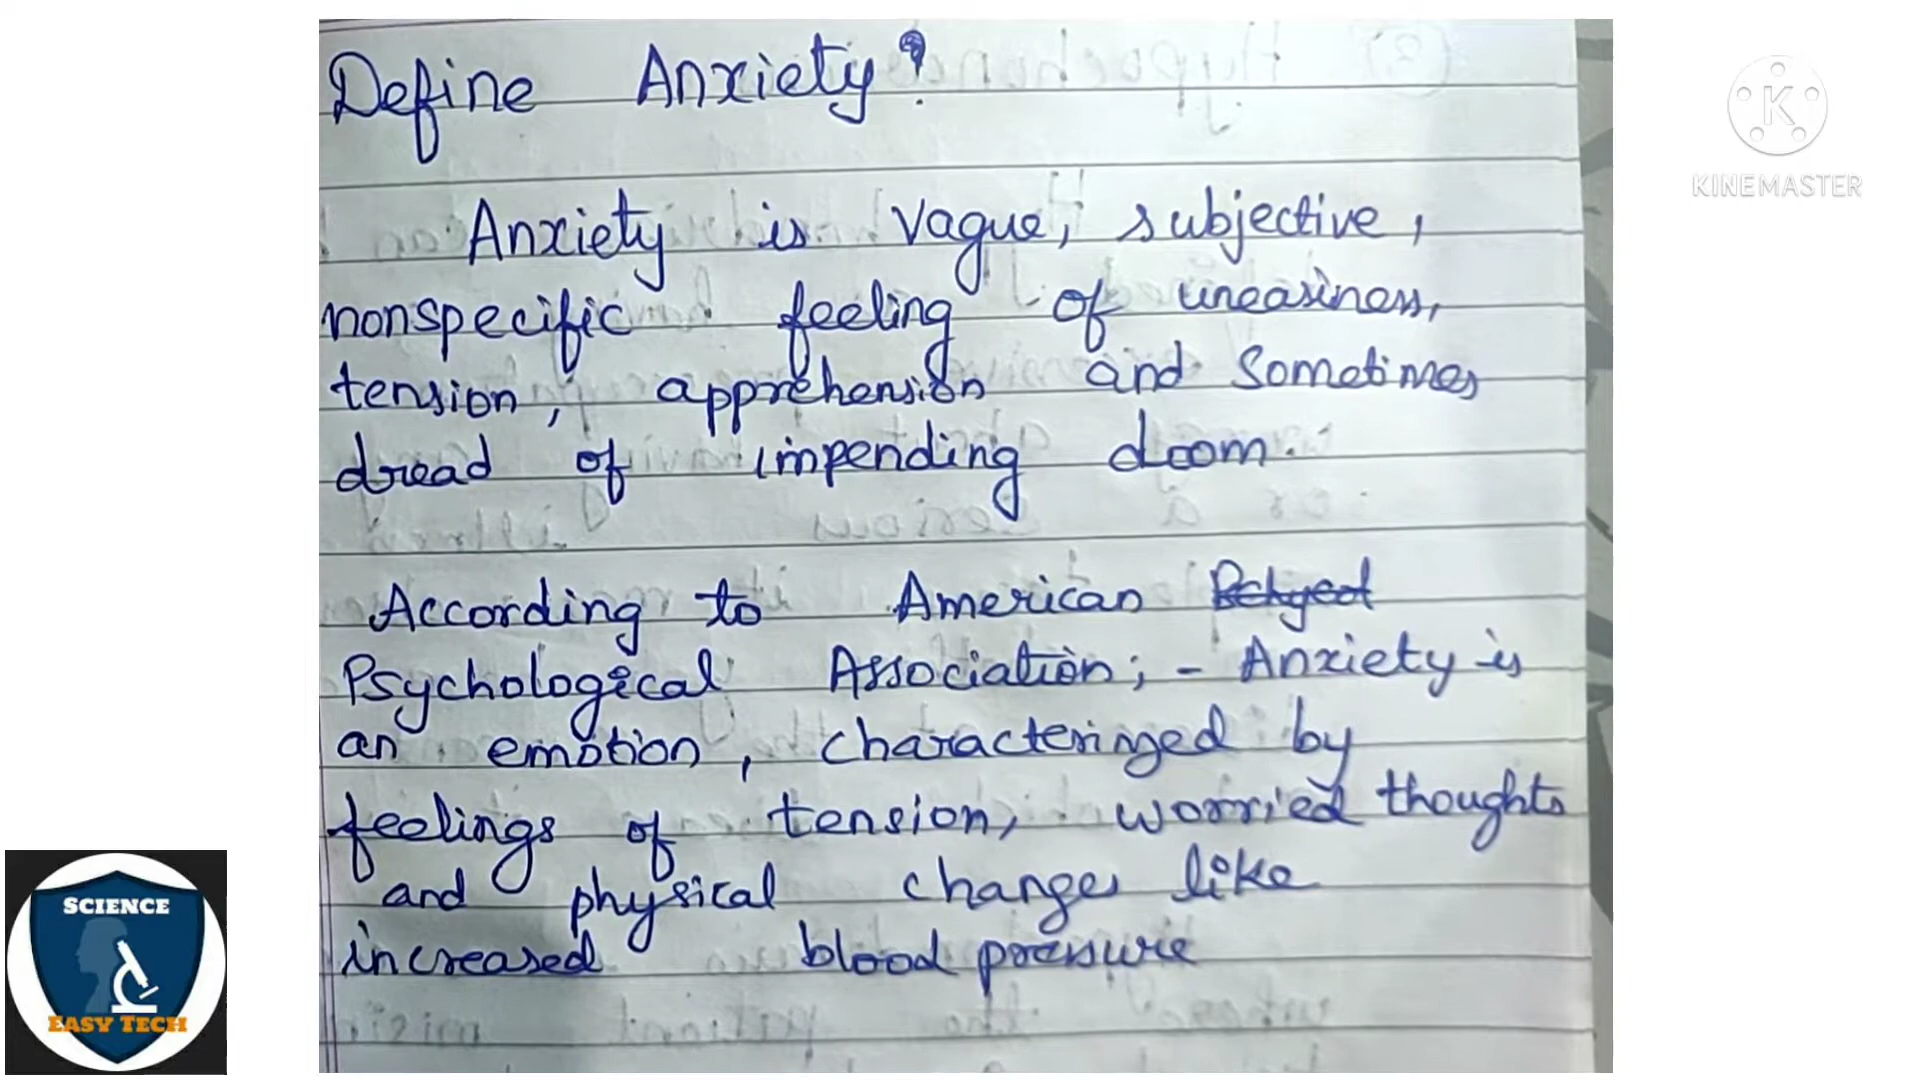 Define Anxiety?
KINEMASTER
Anxiety is vague, subjective,
nonspecific feeling of uneasiness,
tension, apprehension and sometimes
dread of impending doom.
According to American
Psychological Association; - Anxiety is
an emotion, characterized by
feelings of tension, worried thoughts
and physical changes like
increased blood pressure
SCIENCE
EASY TECH